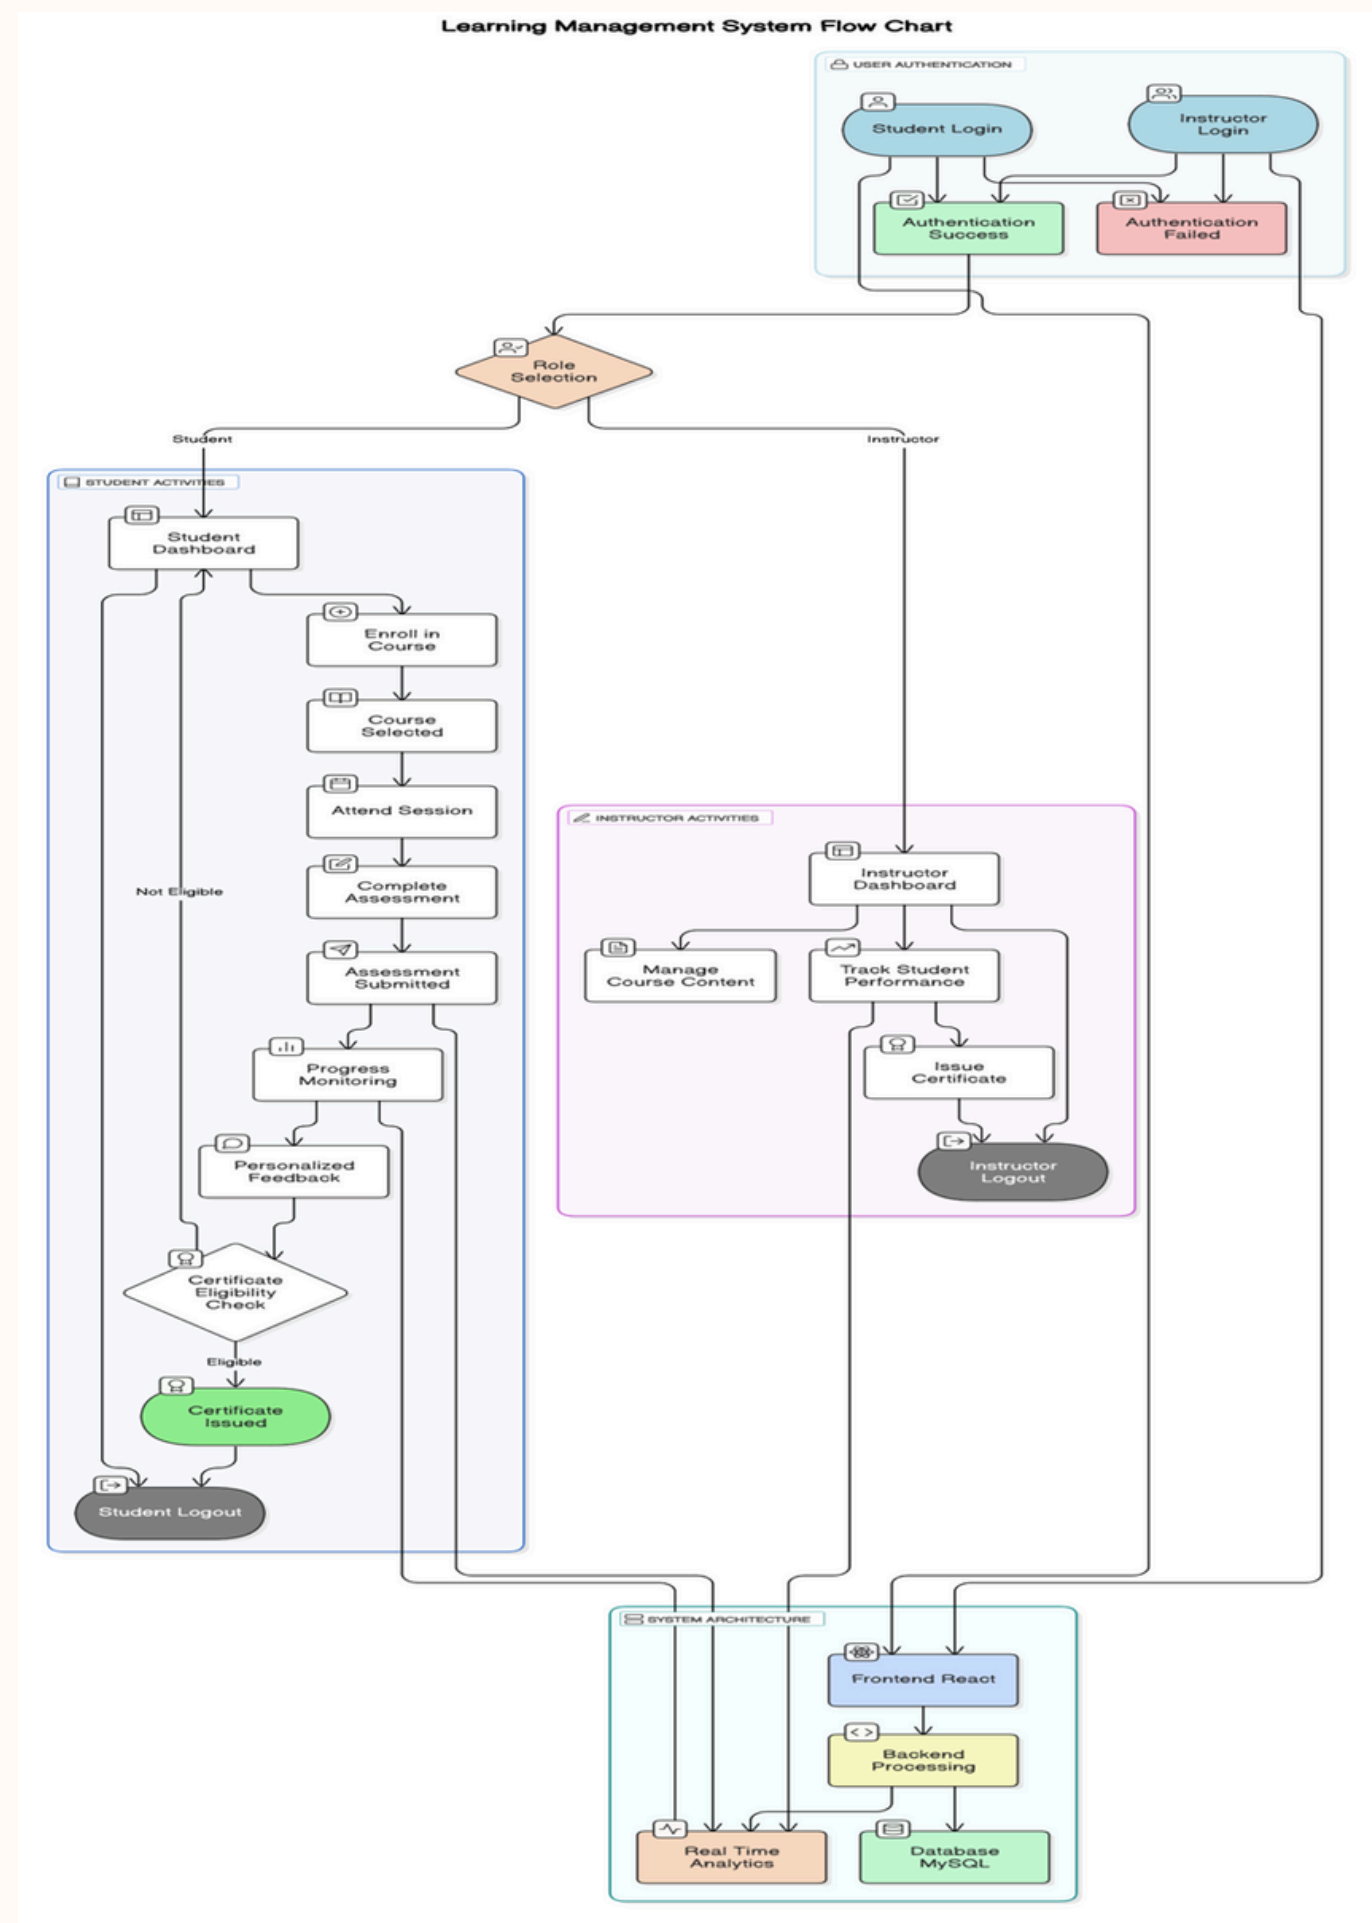 Learning Management System Flow Chart
USER AUTHENTICATION
Student Login
Instructor
Login
Authentication
Success
Authentication
Failed
Role
Selection
Student
Instructor
STUDENT ACTIVITIES
Student
Dashboard
Enroll in
Course
Course
Selected
Attend Session
Complete
Assessment
Not Eligible
Assessment
Submitted
Progress
Monitoring
Personalized
Feedback
Certificate
Eligibility
Check
Eligible
Certificate
Issued
Student Logout
INSTRUCTOR ACTIVITIES
Instructor
Dashboard
Manage
Course Content
Track Student
Performance
Issue
Certificate
Instructor
Logout
SYSTEM ARCHITECTURE
Frontend React
Backend
Processing
Real Time
Analytics
Database
MySQL